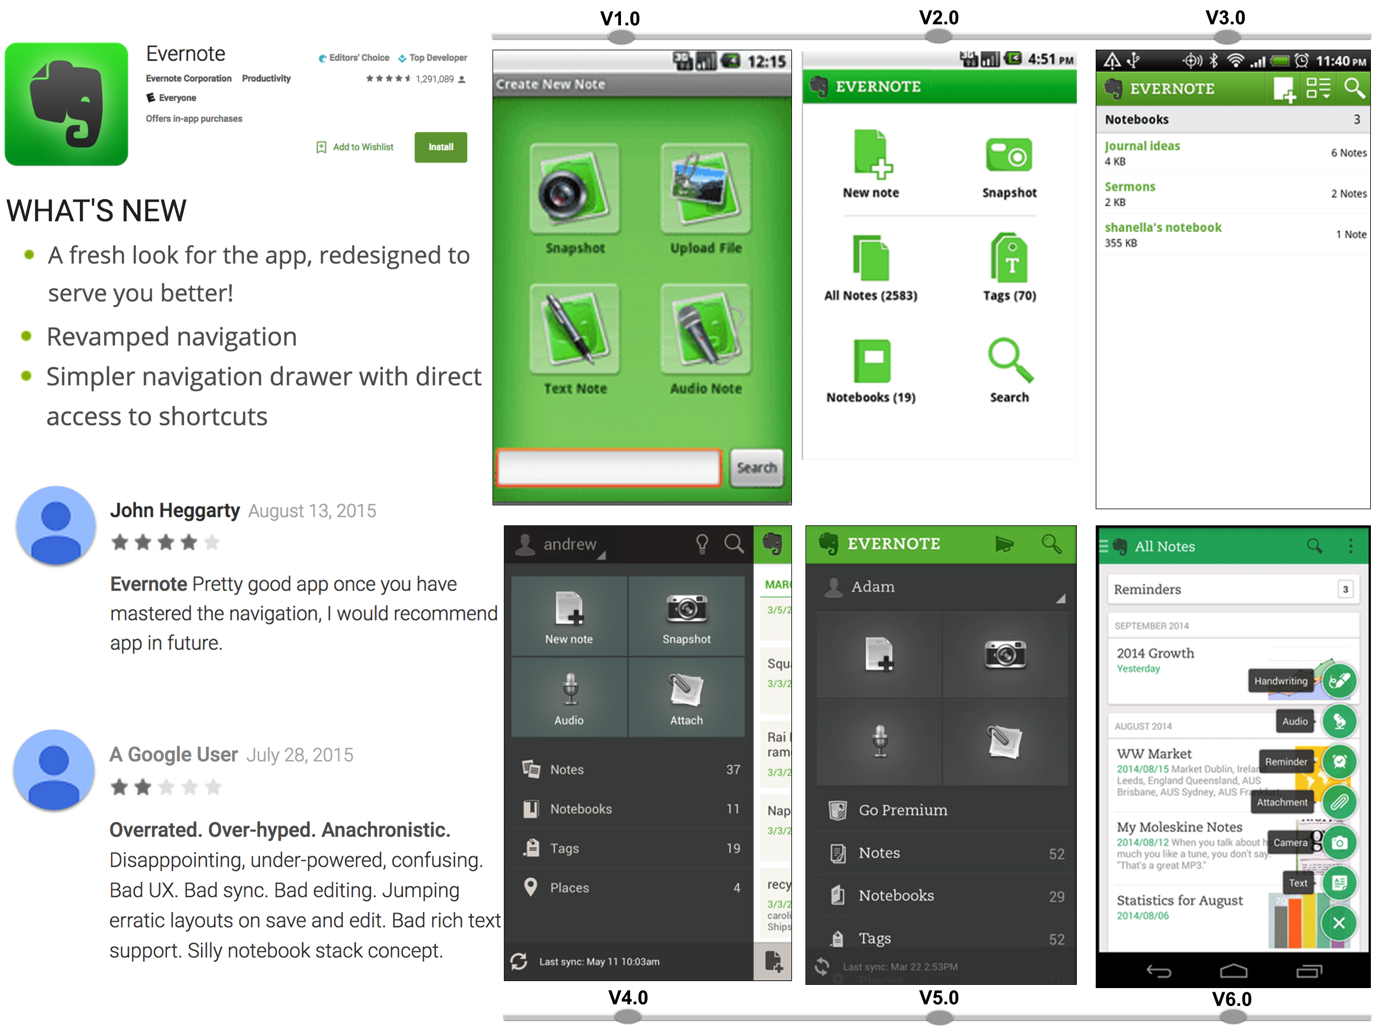 V1.0
V2.0
V3.0
Evernote
Editors' Choice
Top Developer
Evernote Corporation Productivity
1,291,089
Everyone
Offers in-app purchases
Add to Wishlist
Install
WHAT'S NEW
A fresh look for the app, redesigned to
serve you better!
Revamped navigation
Simpler navigation drawer with direct
access to shortcuts
John Heggarty August 13, 2015
Evernote Pretty good app once you have
mastered the navigation, I would recommend
app in future.
A Google User July 28, 2015
Overrated. Over-hyped. Anachronistic.
Disapppointing, under-powered, confusing.
Bad UX. Bad sync. Bad editing. Jumping
erratic layouts on save and edit. Bad rich text
support. Silly notebook stack concept.
12:15
Create New Note
Snapshot
Upload File
Text Note
Audio Note
Search
4:51 PM
EVERNOTE
New note
Snapshot
All Notes (2583)
Tags (70)
T
Notebooks (19)
Search
11:40 PM
EVERNOTE
Notebooks 3
Journal ideas
4 KB
6 Notes
Sermons
2 KB
2 Notes
shanella's notebook
355 KB
1 Note
andrew
New note
Snapshot
Audio
Attach
Notes 37
Notebooks 11
Tags 19
Places 4
Last sync: May 11 10:03am
MAR
3/5/2
Squa
3/3/2
Rai
ram
3/3/2
Nap
3/3/2
recy
3/3/2
caroli
Ships
EVERNOTE
Adam
Go Premium
Notes 52
Notebooks 29
Tags 52
Last sync: Mar 22 2:53PM
Places
All Notes
Reminders 3
SEPTEMBER 2014
2014 Growth
Yesterday
AUGUST 2014
WW Market
2014/08/15 Market Dublin, Ireland
Leeds, England Queensland, AUS
Brisbane, AUS Sydney, AUS Frankfurt,
My Moleskine Notes
2014/08/12 When you talk about
much you like a tune, you don't say:
"That's a great MP3."
Statistics for August
2014/08/06
Handwriting
Audio
Reminder
Attachment
Camera
Text
V4.0
V5.0
V6.0